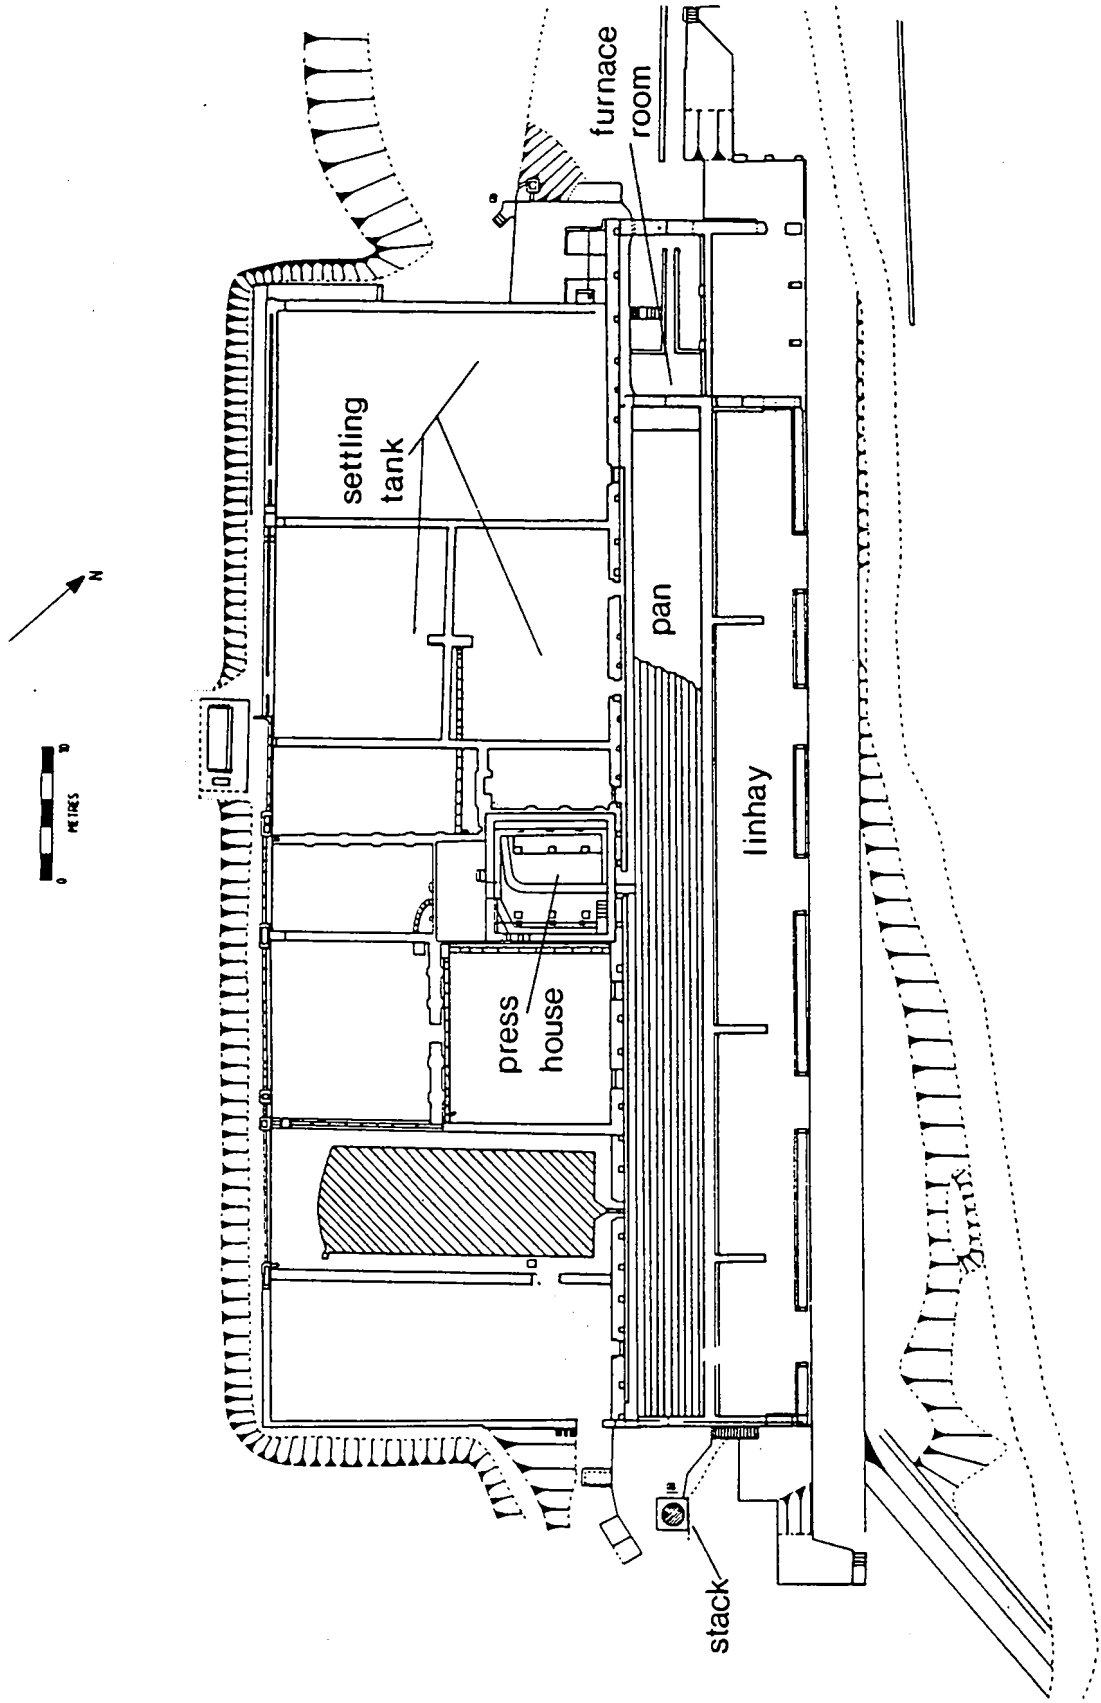 N
0 10
METRES
settling
tank
furnace
room
press
house
pan
linhay
stack